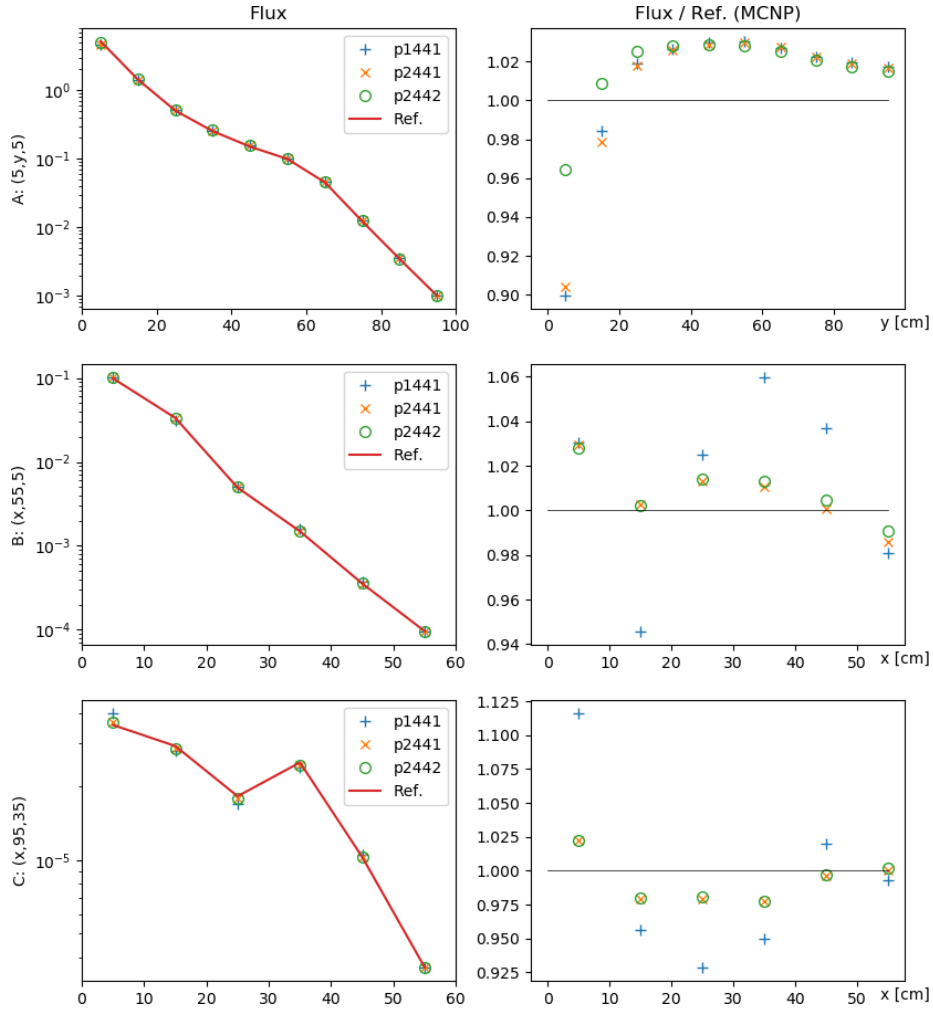 Flux
Flux / Ref. (MCNP)
A: (5,y,5)
10⁰
10⁻¹
10⁻²
10⁻³
0 20 40 60 80 100
p1441
p2441
p2442
Ref.
1.02
1.00
0.98
0.96
0.94
0.92
0.90
0 20 40 60 80 y [cm]
B: (x,55,5)
10⁻¹
10⁻²
10⁻³
10⁻⁴
0 10 20 30 40 50 60
p1441
p2441
p2442
Ref.
1.06
1.04
1.02
1.00
0.98
0.96
0.94
0 10 20 30 40 50 x [cm]
C: (x,95,35)
10⁻⁵
0 10 20 30 40 50 60
p1441
p2441
p2442
Ref.
1.125
1.100
1.075
1.050
1.025
1.000
0.975
0.950
0.925
0 10 20 30 40 50 x [cm]